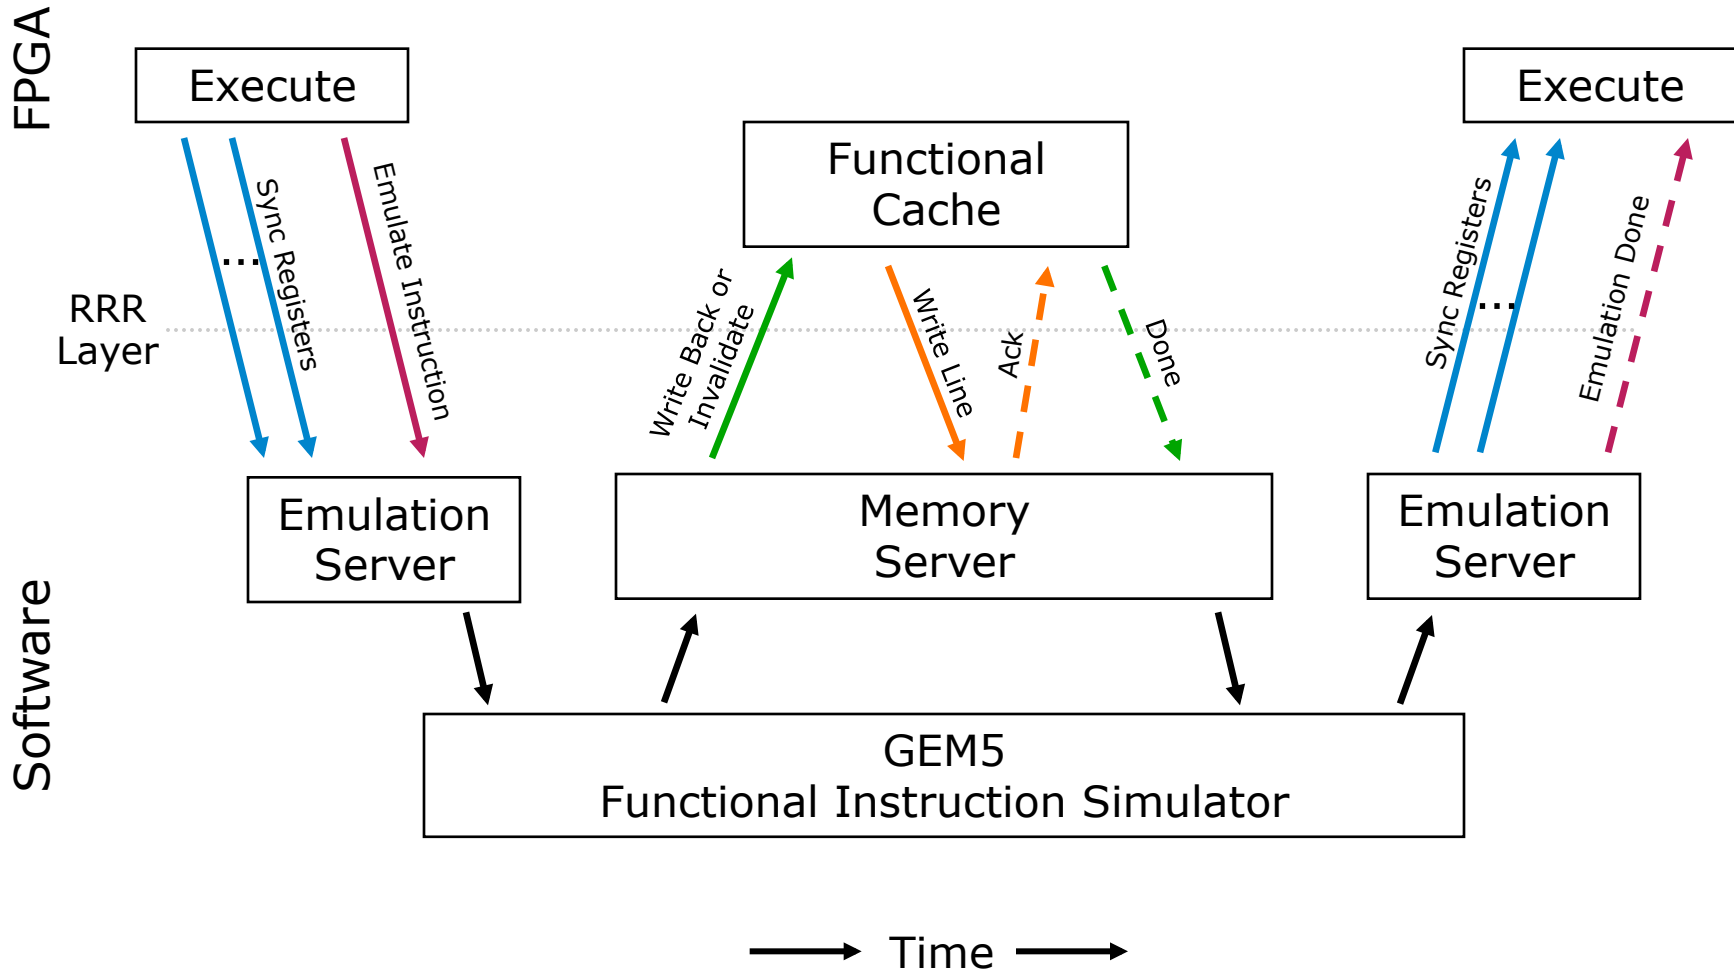 FPGA
Execute
Execute
Functional
Cache
Sync Registers
...
Emulate Instruction
RRR
Layer
Write Back or
Invalidate
Write Line
Ack
Done
Sync Registers
...
Emulation Done
Emulation
Server
Memory
Server
Emulation
Server
Software
GEM5
Functional Instruction Simulator
Time